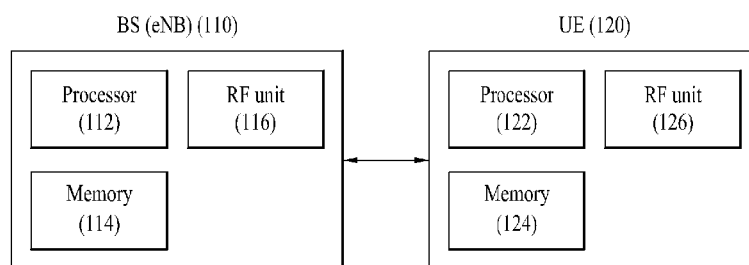 BS (eNB) (110)
UE (120)
Processor
(112)
RF unit
(116)
Memory
(114)
Processor
(122)
RF unit
(126)
Memory
(124)